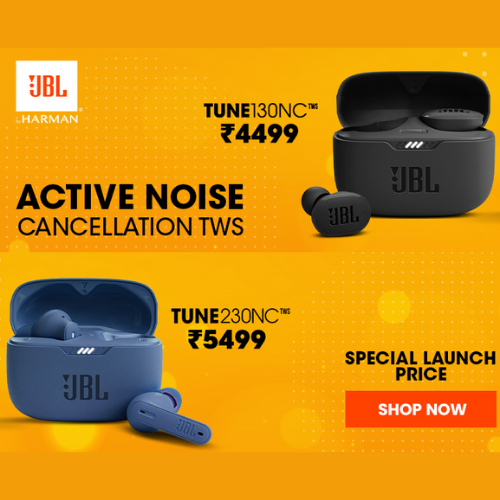 JBL
HARMAN
TUNE130NC TWS
₹4499
JBL
ACTIVE NOISE
CANCELLATION TWS
JBL
TUNE230NC TWS
₹5499
JBL
SPECIAL LAUNCH
PRICE
SHOP NOW